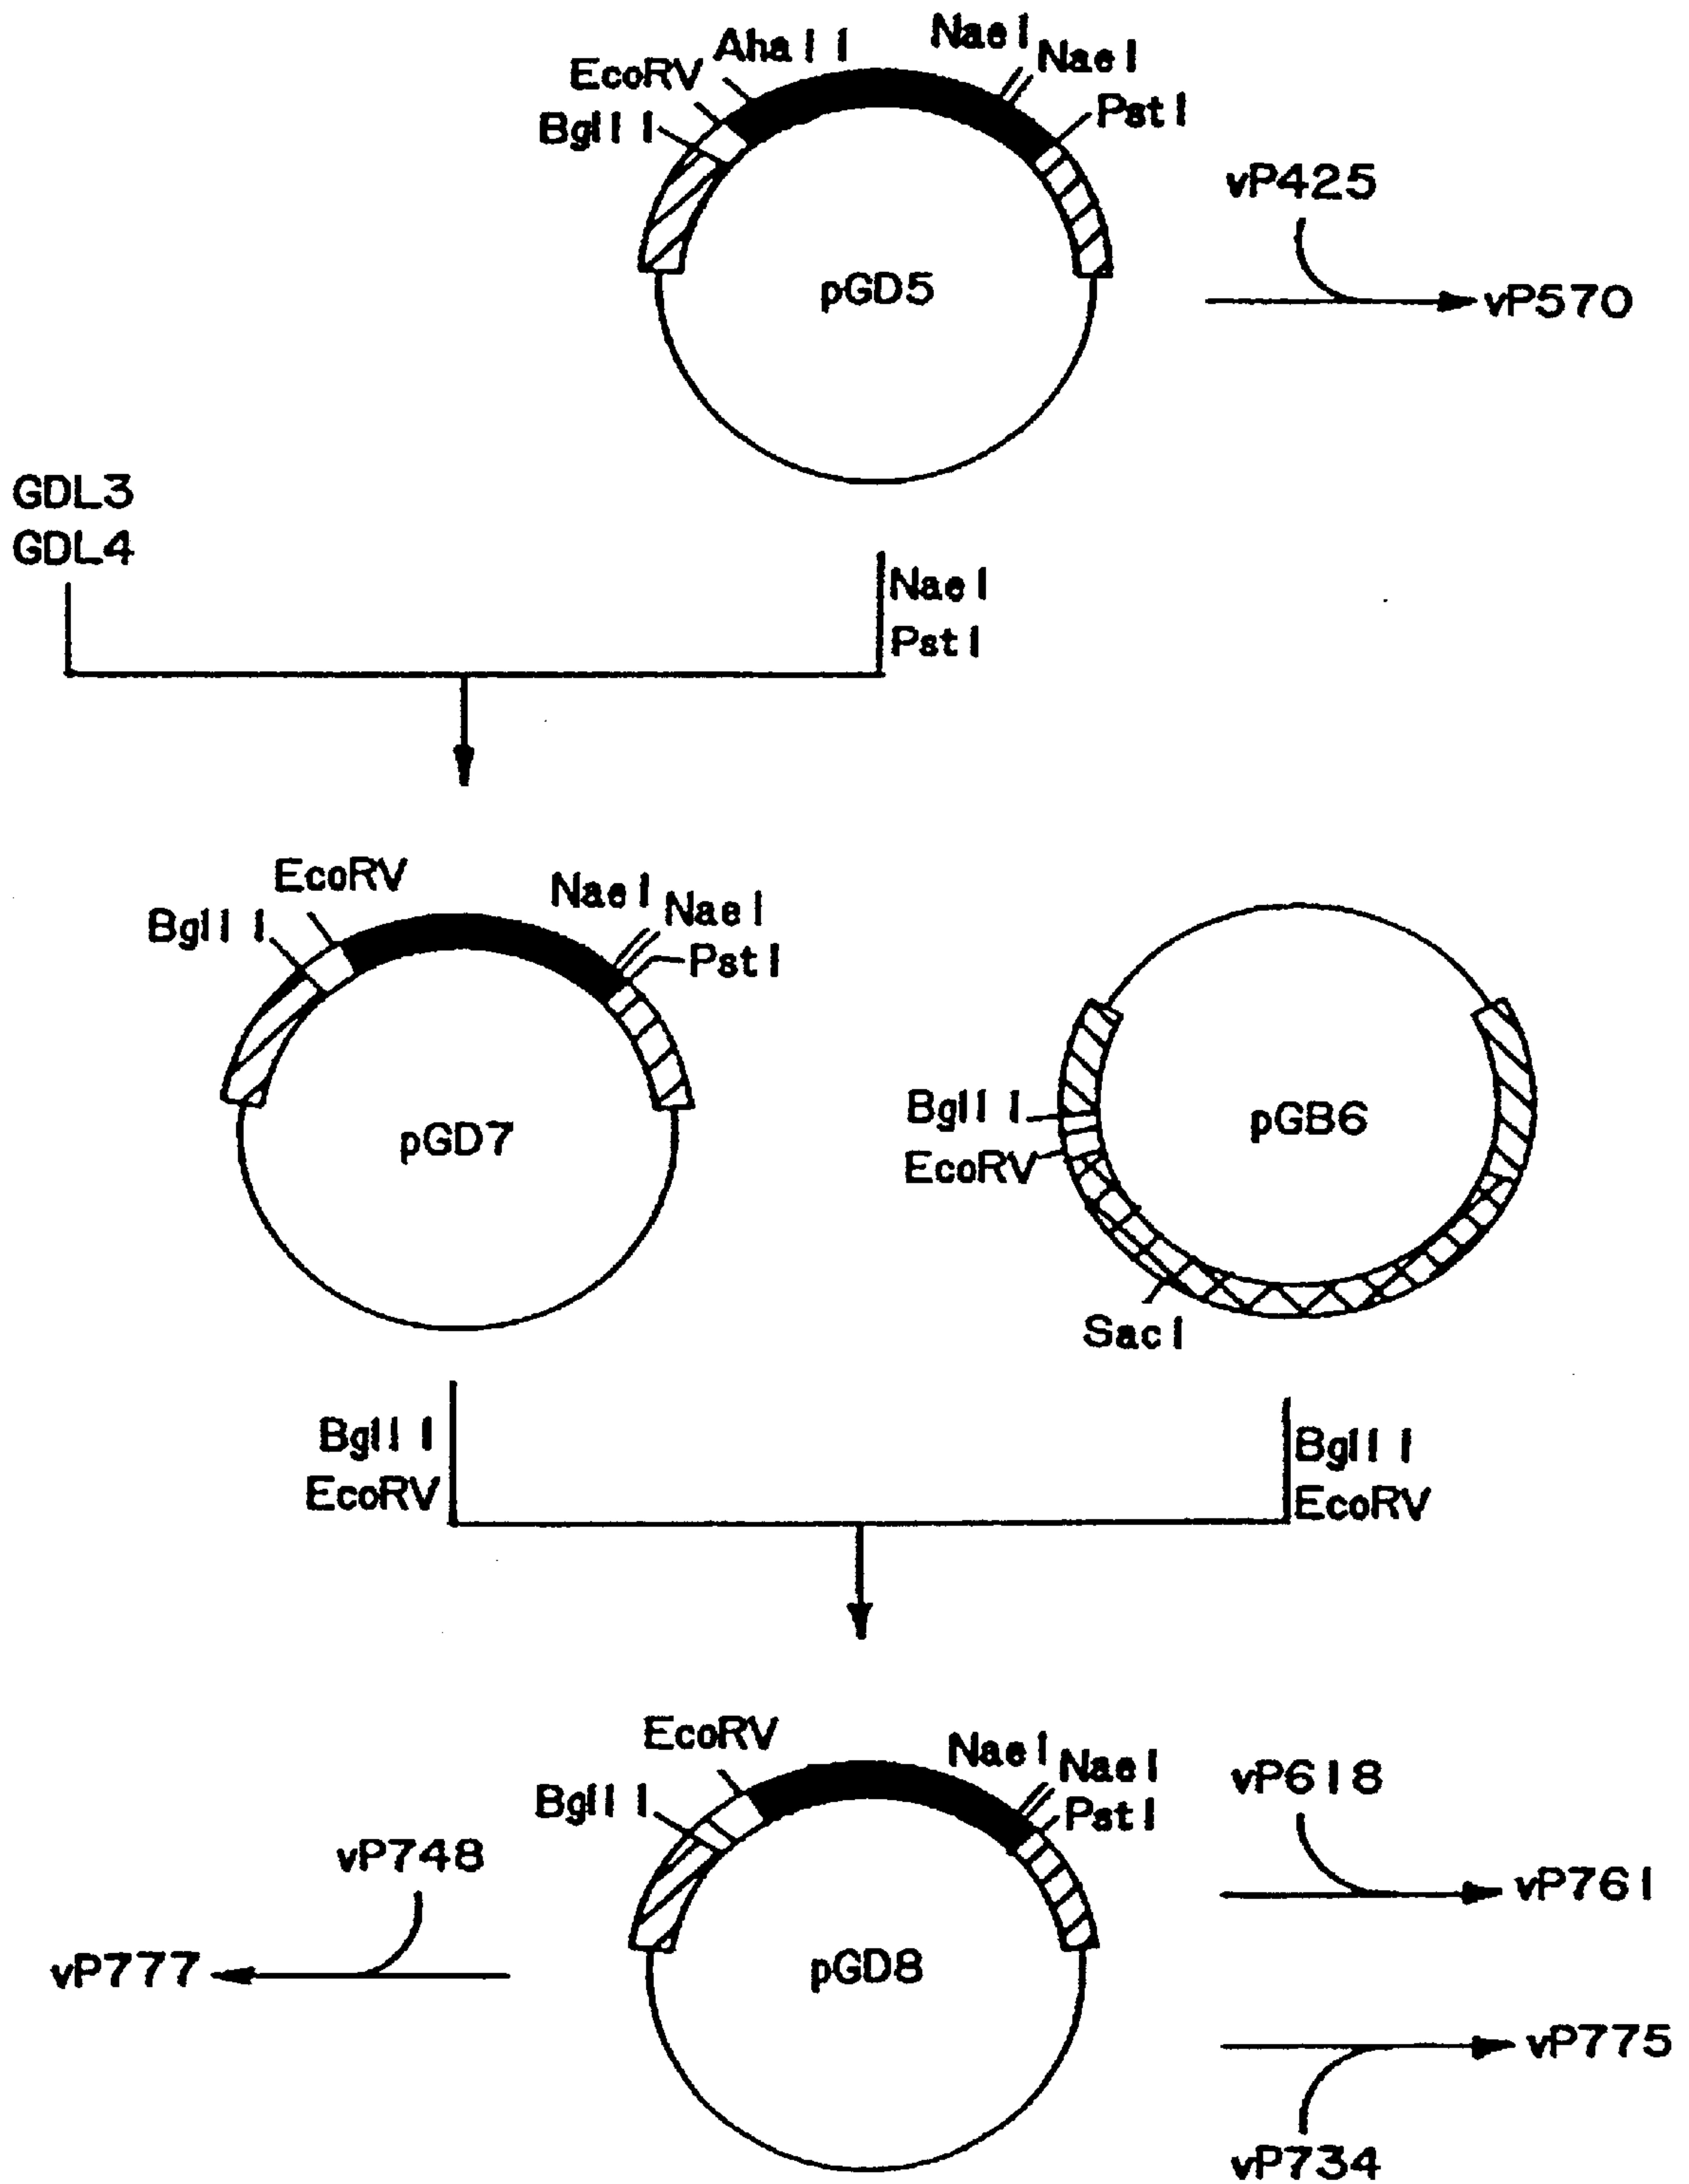 NaeI
AhaII
NaeI
EcoRV
PstI
BglII
vP425
pGD5
vP570
GDL3
GDL4
NaeI
PstI
EcoRV
NaeI
NaeI
BglII
PstI
BglII
pGB6
pGD7
EcoRV
SacI
BglII
BglII
EcoRV
EcoRV
EcoRV
NaeI
NaeI
vP618
BglII
PstI
vP748
vP761
vP777
pGD8
vP775
vP734